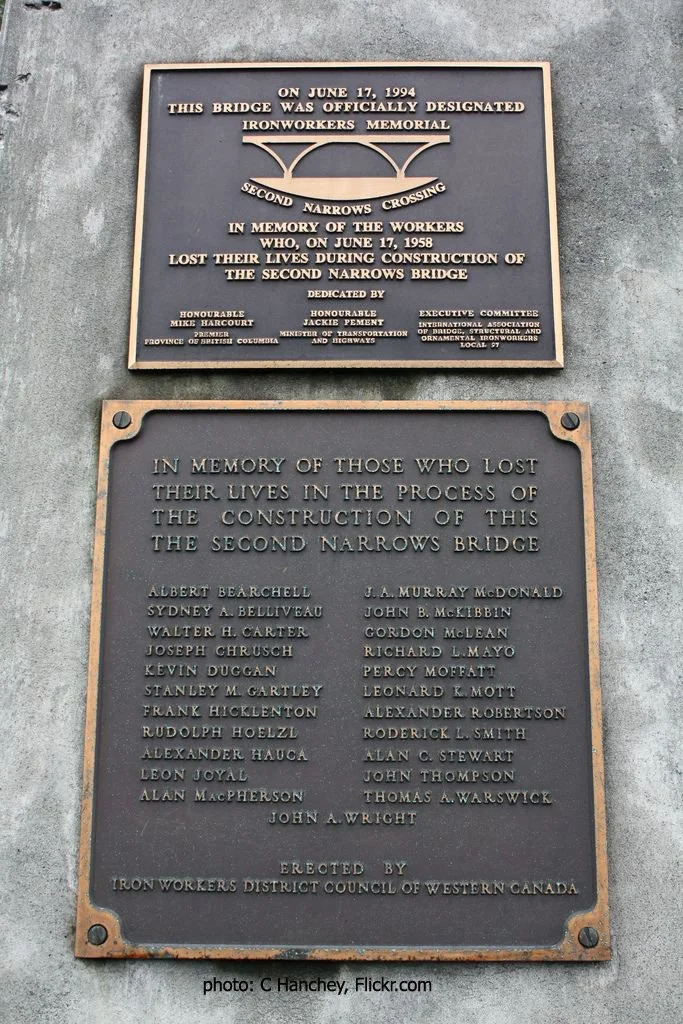 ON JUNE 17, 1994
THIS BRIDGE WAS OFFICIALLY DESIGNATED
IRONWORKERS MEMORIAL
SECOND NARROWS CROSSING
IN MEMORY OF THE WORKERS
WHO, ON JUNE 17, 1958
LOST THEIR LIVES DURING CONSTRUCTION OF
THE SECOND NARROWS BRIDGE
DEDICATED BY
HONOURABLE
MIKE HARCOURT
PREMIER
PROVINCE OF BRITISH COLUMBIA
HONOURABLE
JACKIE PEMENT
MINISTER OF TRANSPORTATION
AND HIGHWAYS
EXECUTIVE COMMITTEE
INTERNATIONAL ASSOCIATION
OF BRIDGE, STRUCTURAL AND
ORNAMENTAL IRONWORKERS
LOCAL 97
IN MEMORY OF THOSE WHO LOST
THEIR LIVES IN THE PROCESS OF
THE CONSTRUCTION OF THIS
THE SECOND NARROWS BRIDGE
ALBERT BEARCHELL
SYDNEY A. BELLIVEAU
WALTER H. CARTER
JOSEPH CHRUSCH
KEVIN DUGGAN
STANLEY M. GARTLEY
FRANK HICKLENTON
RUDOLPH HOELZL
ALEXANDER HAUCA
LEON JOYAL
ALAN MacPHERSON
J. A. MURRAY McDONALD
JOHN B. McKIBBIN
GORDON McLEAN
RICHARD L. MAYO
PERCY MOFFATT
LEONARD K. MOTT
ALEXANDER ROBERTSON
RODERICK L. SMITH
ALAN C. STEWART
JOHN THOMPSON
THOMAS A. WARSWICK
JOHN A. WRIGHT
ERECTED BY
IRON WORKERS DISTRICT COUNCIL OF WESTERN CANADA
photo: C Hanchey, Flickr.com